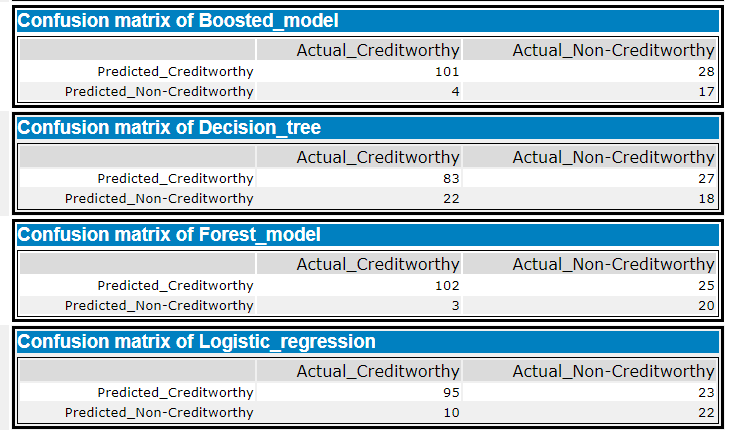 Confusion matrix of Boosted_model
Actual_Creditworthy Actual_Non-Creditworthy
Predicted_Creditworthy 101 28
Predicted_Non-Creditworthy 4 17
Confusion matrix of Decision_tree
Actual_Creditworthy Actual_Non-Creditworthy
Predicted_Creditworthy 83 27
Predicted_Non-Creditworthy 22 18
Confusion matrix of Forest_model
Actual_Creditworthy Actual_Non-Creditworthy
Predicted_Creditworthy 102 25
Predicted_Non-Creditworthy 3 20
Confusion matrix of Logistic_regression
Actual_Creditworthy Actual_Non-Creditworthy
Predicted_Creditworthy 95 23
Predicted_Non-Creditworthy 10 22